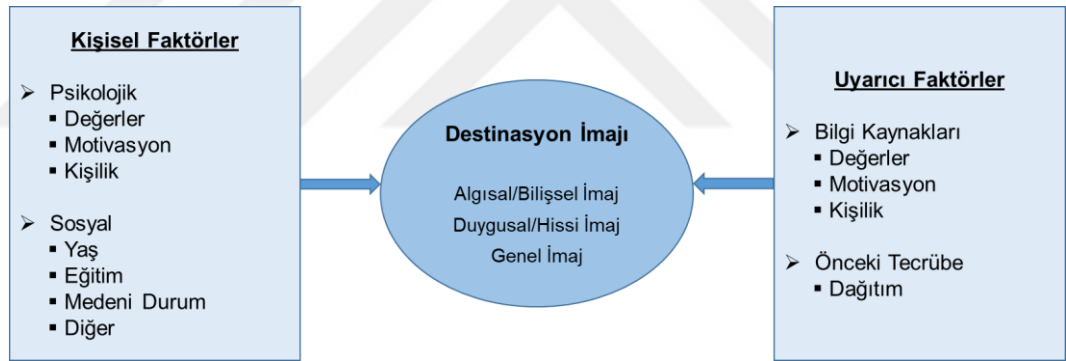 Kişisel Faktörler
➢ Psikolojik
▪ Değerler
▪ Motivasyon
▪ Kişilik
➢ Sosyal
▪ Yaş
▪ Eğitim
▪ Medeni Durum
▪ Diğer
Destinasyon İmajı
Algısal/Bilişsel İmaj
Duygusal/Hissi İmaj
Genel İmaj
Uyarıcı Faktörler
➢ Bilgi Kaynakları
▪ Değerler
▪ Motivasyon
▪ Kişilik
➢ Önceki Tecrübe
▪ Dağıtım